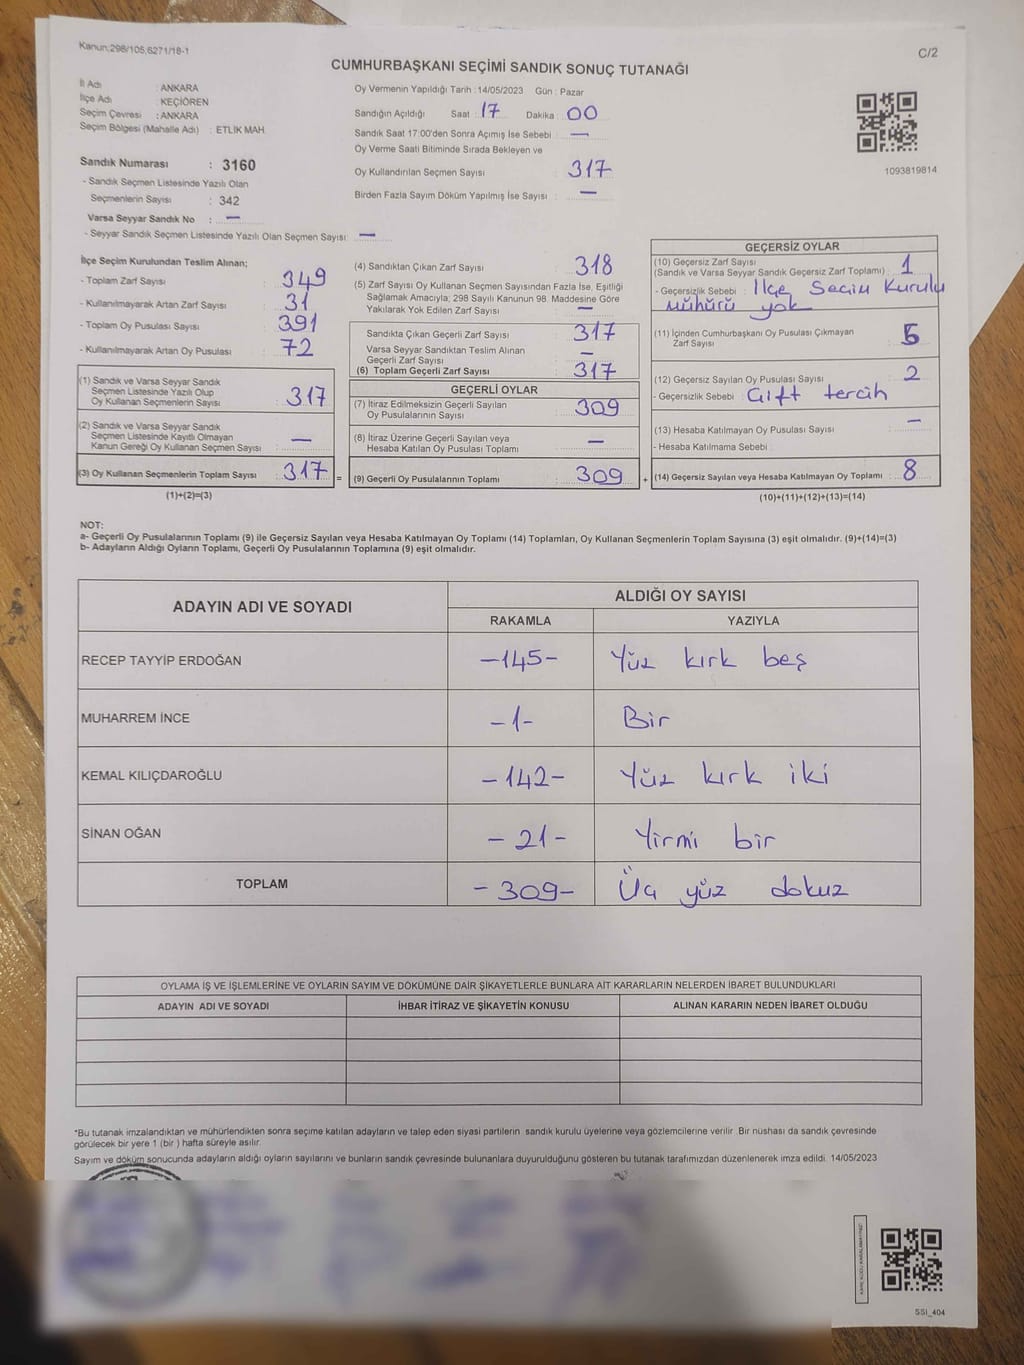 Kanun:298/105,6271/18-1
C/2
CUMHURBAŞKANI SEÇİMİ SANDIK SONUÇ TUTANAĞI
İl Adı : ANKARA
İlçe Adı : KEÇİÖREN
Seçim Çevresi : ANKARA
Seçim Bölgesi (Mahalle Adı) : ETLİK MAH.
Sandık Numarası : 3160
- Sandık Seçmen Listesinde Yazılı Olan
Seçmenlerin Sayısı : 342
Varsa Seyyar Sandık No : —
- Seyyar Sandık Seçmen Listesinde Yazılı Olan Seçmen Sayısı: —
Oy Vermenin Yapıldığı Tarih : 14/05/2023 Gün : Pazar
Sandığın Açıldığı Saat : 17 Dakika : 00
Sandık Saat 17:00'den Sonra Açımış İse Sebebi : —
Oy Verme Saati Bitiminde Sırada Bekleyen ve
Oy Kullandırılan Seçmen Sayısı : 317
Birden Fazla Sayım Döküm Yapılmış İse Sayısı : —
1093819814
İlçe Seçim Kurulundan Teslim Alınan;
- Toplam Zarf Sayısı : 349
- Kullanılmayarak Artan Zarf Sayısı : 31
- Toplam Oy Pusulası Sayısı : 391
- Kullanılmayarak Artan Oy Pusulası : 72
(1) Sandık ve Varsa Seyyar Sandık
Seçmen Listesinde Yazılı Olup
Oy Kullanan Seçmenlerin Sayısı : 317
(2) Sandık ve Varsa Seyyar Sandık
Seçmen Listesinde Kayıtlı Olmayan
Kanun Gereği Oy Kullanan Seçmen Sayısı : —
(3) Oy Kullanan Seçmenlerin Toplam Sayısı : 317
=
(1)+(2)=(3)
(4) Sandıktan Çıkan Zarf Sayısı : 318
(5) Zarf Sayısı Oy Kullanan Seçmen Sayısından Fazla İse, Eşitliği
Sağlamak Amacıyla; 298 Sayılı Kanunun 98. Maddesine Göre
Yakılarak Yok Edilen Zarf Sayısı : —
Sandıkta Çıkan Geçerli Zarf Sayısı : 317
Varsa Seyyar Sandıktan Teslim Alınan
Geçerli Zarf Sayısı : —
(6) Toplam Geçerli Zarf Sayısı : 317
GEÇERLİ OYLAR
(7) İtiraz Edilmeksizin Geçerli Sayılan
Oy Pusulalarının Sayısı : 309
(8) İtiraz Üzerine Geçerli Sayılan veya
Hesaba Katılan Oy Pusulası Toplamı : —
(9) Geçerli Oy Pusulalarının Toplamı : 309
+
GEÇERSİZ OYLAR
(10) Geçersiz Zarf Sayısı
(Sandık ve Varsa Seyyar Sandık Geçersiz Zarf Toplamı) : 1
- Geçersizlik Sebebi : İlçe Seçim Kurulu
mühürü yok
(11) İçinden Cumhurbaşkanı Oy Pusulası Çıkmayan
Zarf Sayısı : 5
(12) Geçersiz Sayılan Oy Pusulası Sayısı : 2
- Geçersizlik Sebebi : Çift tercih
(13) Hesaba Katılmayan Oy Pusulası Sayısı : —
- Hesaba Katılmama Sebebi :
(14) Geçersiz Sayılan veya Hesaba Katılmayan Oy Toplamı : 8
(10)+(11)+(12)+(13)=(14)
NOT:
a- Geçerli Oy Pusulalarının Toplamı (9) ile Geçersiz Sayılan veya Hesaba Katılmayan Oy Toplamı (14) Toplamları, Oy Kullanan Seçmenlerin Toplam Sayısına (3) eşit olmalıdır. (9)+(14)=(3)
b- Adayların Aldığı Oyların Toplamı, Geçerli Oy Pusulalarının Toplamına (9) eşit olmalıdır.
ADAYIN ADI VE SOYADI
ALDIĞI OY SAYISI
RAKAMLA YAZIYLA
RECEP TAYYİP ERDOĞAN -145- Yüz kırk beş
MUHARREM İNCE -1- Bir
KEMAL KILIÇDAROĞLU -142- Yüz kırk iki
SİNAN OĞAN -21- Yirmi bir
TOPLAM -309- Üç yüz dokuz
OYLAMA İŞ VE İŞLEMLERİNE VE OYLARIN SAYIM VE DÖKÜMÜNE DAİR ŞİKAYETLERLE BUNLARA AİT KARARLARIN NELERDEN İBARET BULUNDUKLARI
ADAYIN ADI VE SOYADI İHBAR İTİRAZ VE ŞİKAYETİN KONUSU ALINAN KARARIN NEDEN İBARET OLDUĞU
*Bu tutanak imzalandıktan ve mühürlendikten sonra seçime katılan adayların ve talep eden siyasi partilerin sandık kurulu üyelerine veya gözlemcilerine verilir. Bir nüshası da sandık çevresinde
görülecek bir yere 1 (bir ) hafta süreyle asılır.
Sayım ve döküm sonucunda adayların aldığı oyların sayılarını ve bunların sandık çevresinde bulunanlara duyurulduğunu gösteren bu tutanak tarafımızdan düzenlenerek imza edildi. 14/05/2023
SSI_404